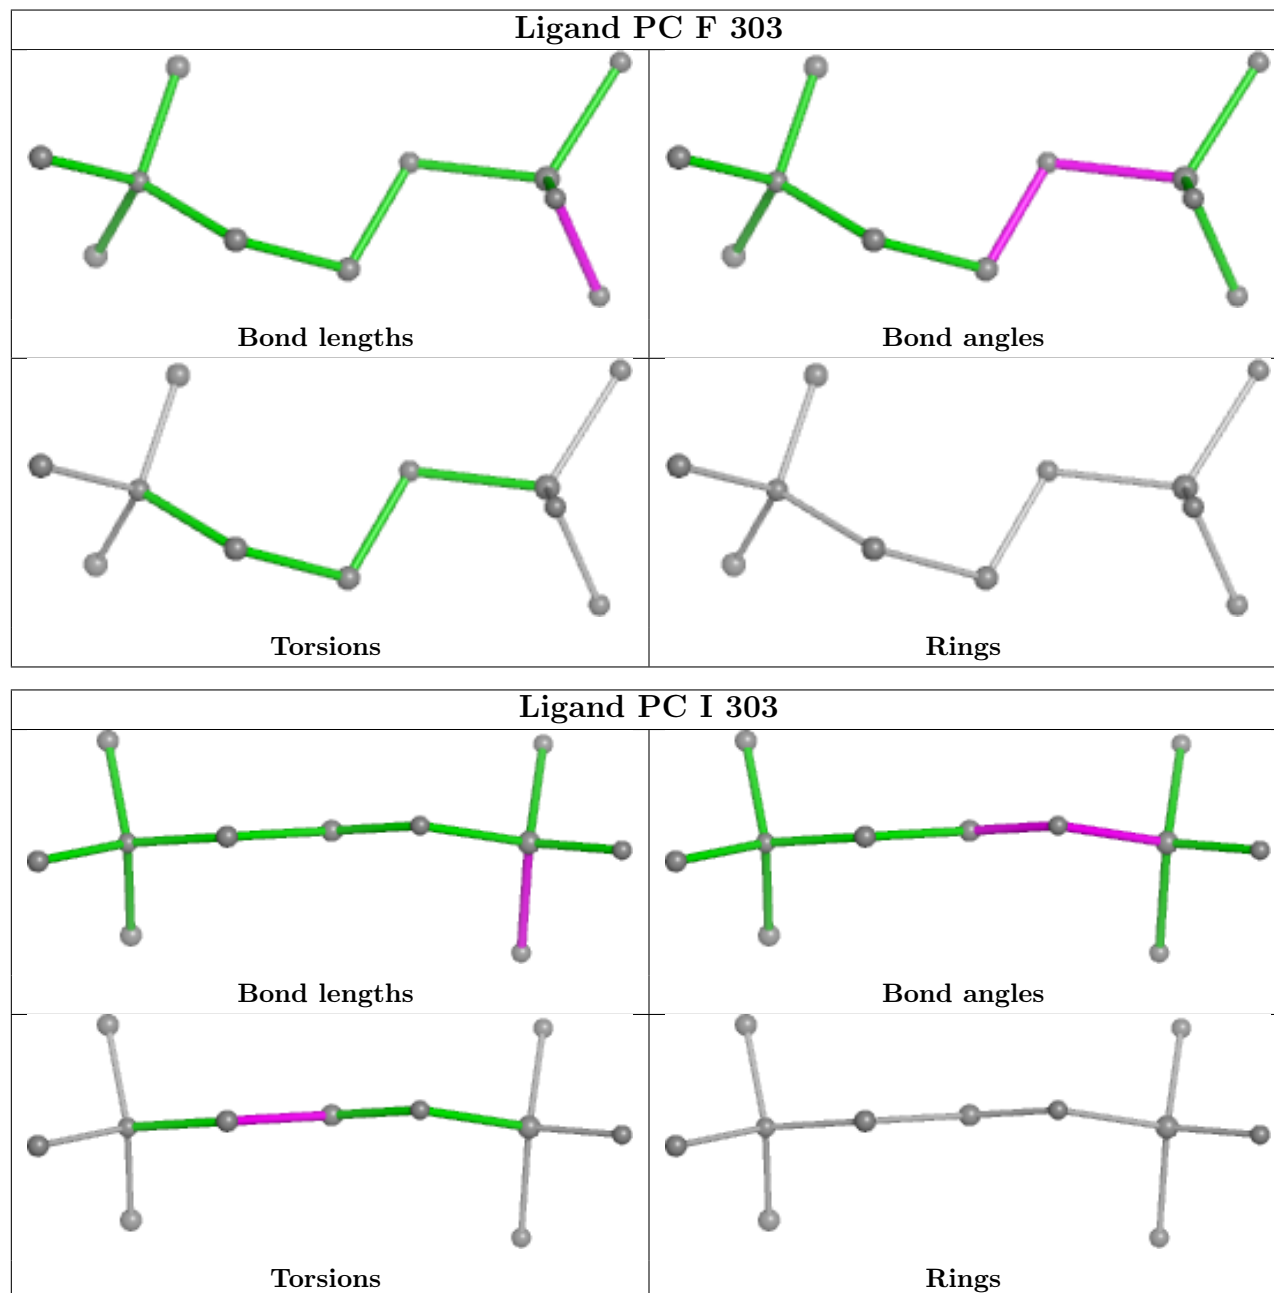 Ligand PC F 303
Bond lengths
Bond angles
Torsions
Rings
Ligand PC I 303
Bond lengths
Bond angles
Torsions
Rings